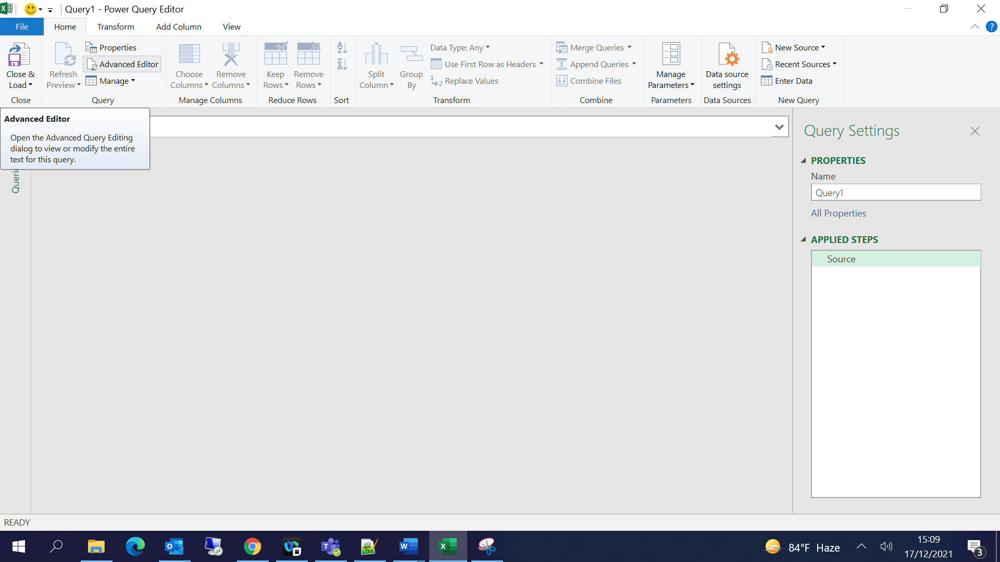 Query1 - Power Query Editor
File
Home
Transform
Add Column
View
?
Close &
Load
Close
Refresh
Preview
Properties
Advanced Editor
Manage
Query
Choose
Columns
Remove
Columns
Manage Columns
Keep
Rows
Remove
Rows
Reduce Rows
A
Z
Z
A
Sort
Split
Column
Group
By
Data Type: Any
Use First Row as Headers
1
2
Replace Values
Transform
Merge Queries
Append Queries
Combine Files
Combine
Manage
Parameters
Parameters
Data source
settings
Data Sources
New Source
Recent Sources
Enter Data
New Query
Advanced Editor
Open the Advanced Query Editing
dialog to view or modify the entire
text for this query.
Query Settings
PROPERTIES
Name
Query1
All Properties
APPLIED STEPS
Source
READY
84°F Haze
15:09
17/12/2021
3